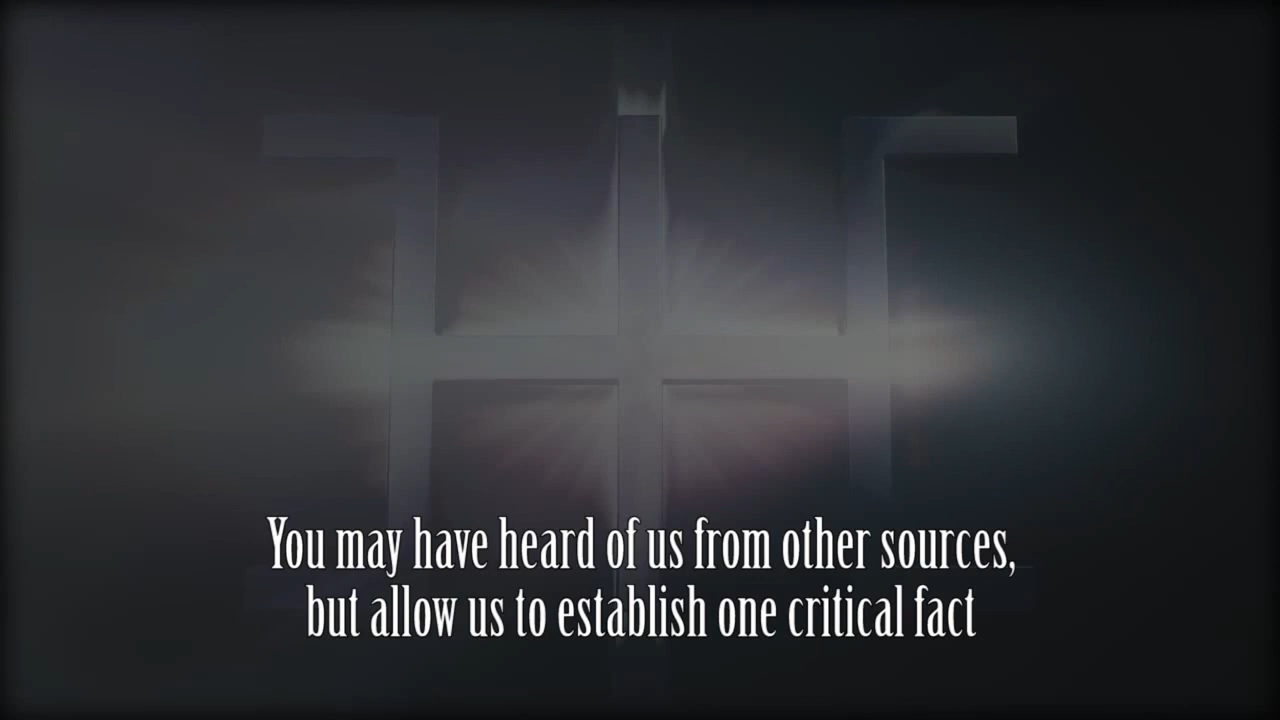 You may have heard of us from other sources,
but allow us to establish one critical fact